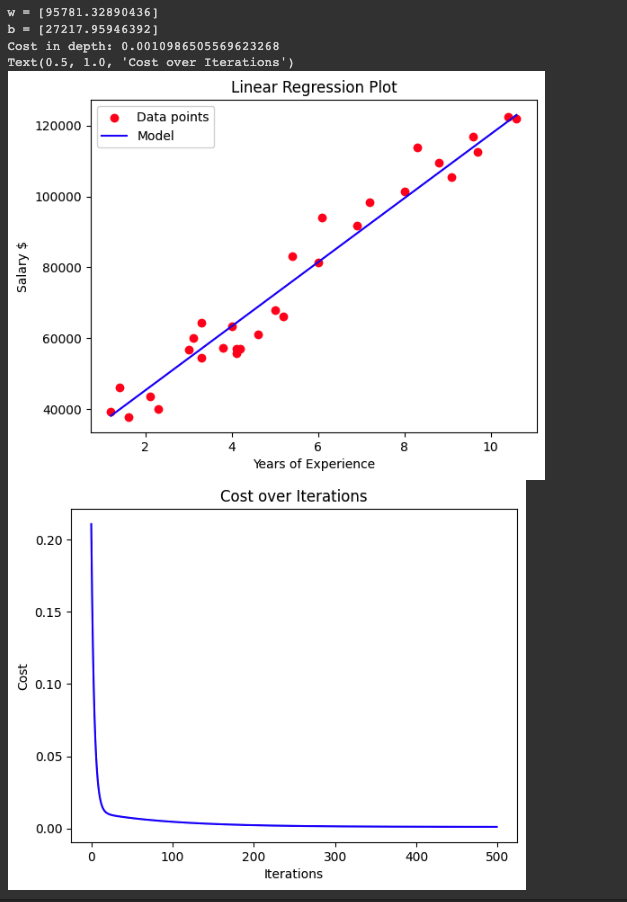 w = [95781.32890436]
b = [27217.95946392]
Cost in depth: 0.0010986505569623268
Text(0.5, 1.0, 'Cost over Iterations')
Linear Regression Plot
Data points
Model
120000
100000
80000
60000
40000
Salary $
2 4 6 8 10
Years of Experience
Cost over Iterations
0.20
0.15
0.10
0.05
0.00
Cost
0 100 200 300 400 500
Iterations